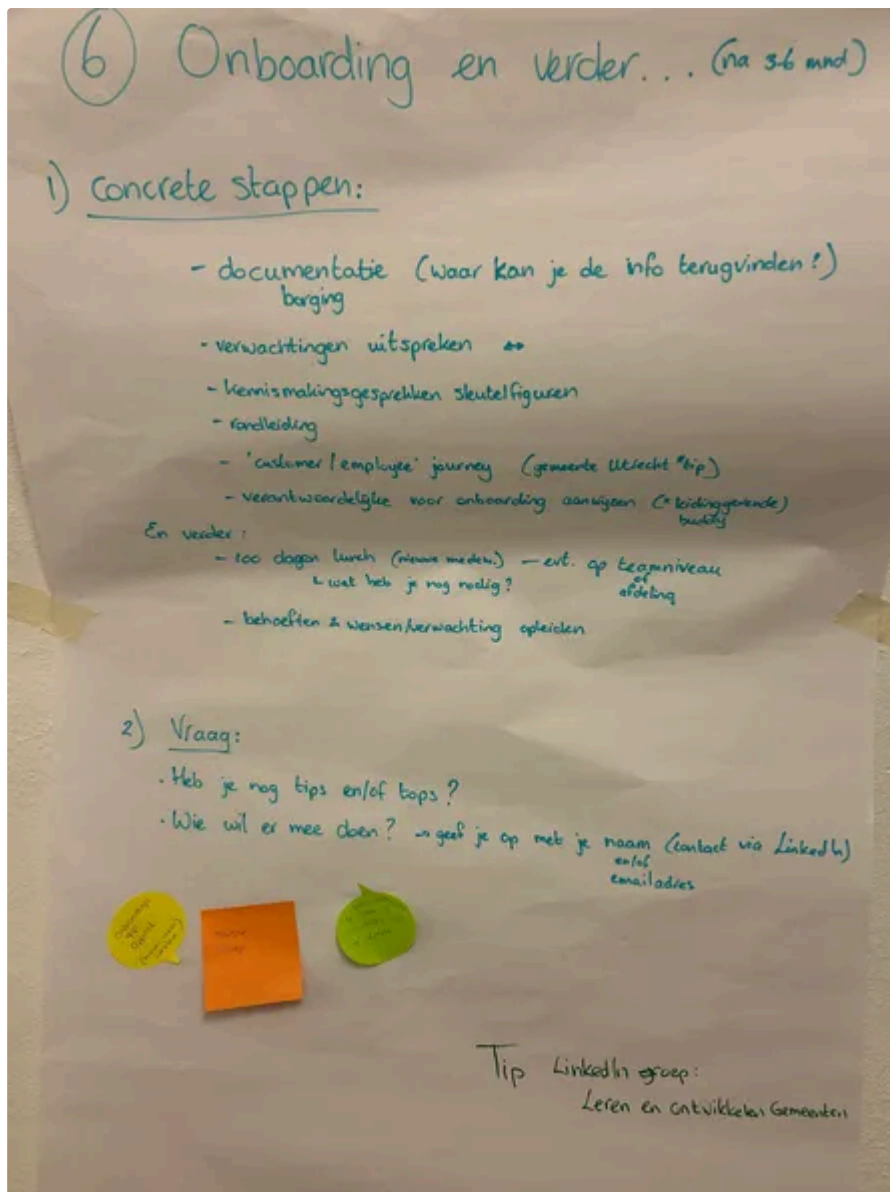 6 Onboarding en verder... (na 3-6 mnd)
1) Concrete stappen:
- documentatie (waar kan je de info terugvinden?)
borging
- verwachtingen uitspreken ↔
- kennismakingsgesprekken sleutelfiguren
- rondleiding
- 'customer/employee' journey (gemeente Utrecht *tip)
- verantwoordelijke voor onboarding aanwijzen (* leidinggevende)
buddy
En verder:
- 100 dagen lunch (nieuwe medew.) - evt. op teamniveau
wat heb je nog nodig?
of
afdeling
- behoeften & wensen/verwachting opleiden
2) Vraag:
· Heb je nog tips en/of tops?
· Wie wil er mee doen? → geef je op met je naam (contact via LinkedIn)
en/of
emailadres
Onboarding
app
Tip LinkedIn groep:
Leren en ontwikkelen Gemeenten